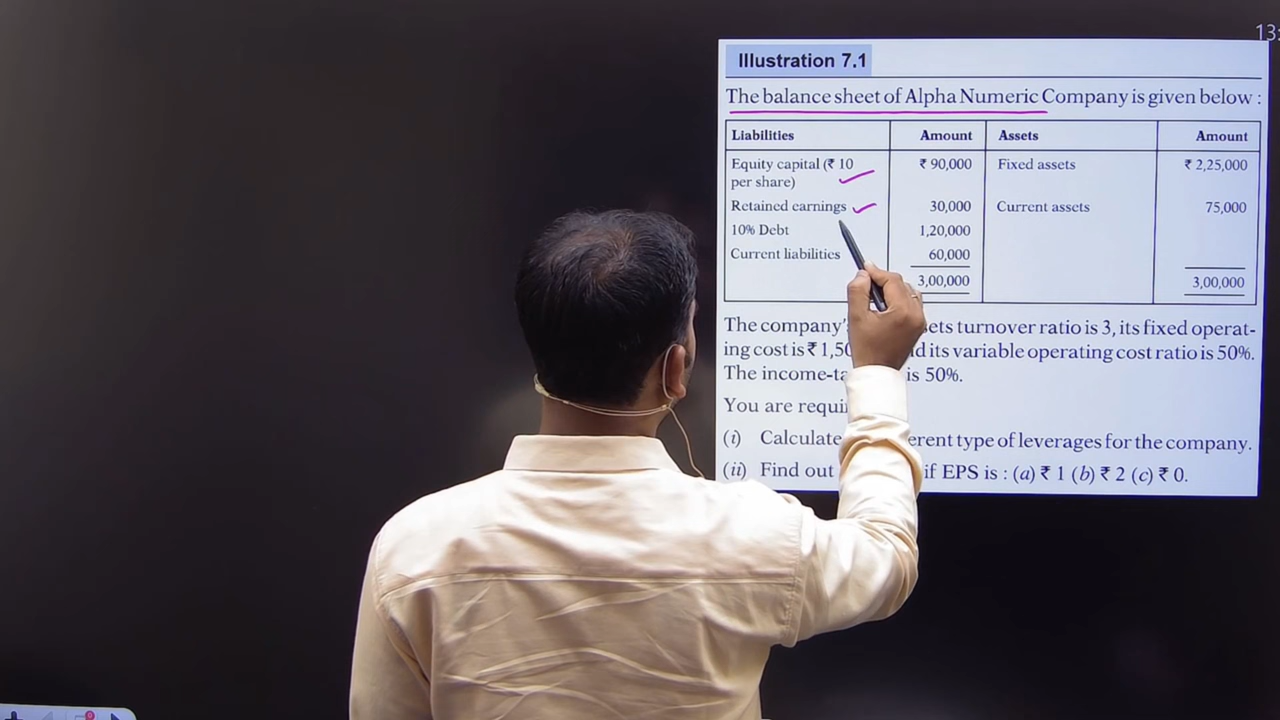 13:
Illustration 7.1
The balance sheet of Alpha Numeric Company is given below :
Liabilities Amount Assets Amount
Equity capital (₹ 10 ₹ 90,000 Fixed assets ₹ 2,25,000
per share)
Retained earnings 30,000 Current assets 75,000
10% Debt 1,20,000
Current liabilities 60,000
3,00,000 3,00,000
The company' sets turnover ratio is 3, its fixed operat-
ing cost is ₹ 1,50 d its variable operating cost ratio is 50%.
The income-ta is 50%.
You are requi
(i) Calculate erent type of leverages for the company.
(ii) Find out if EPS is : (a) ₹ 1 (b) ₹ 2 (c) ₹ 0.